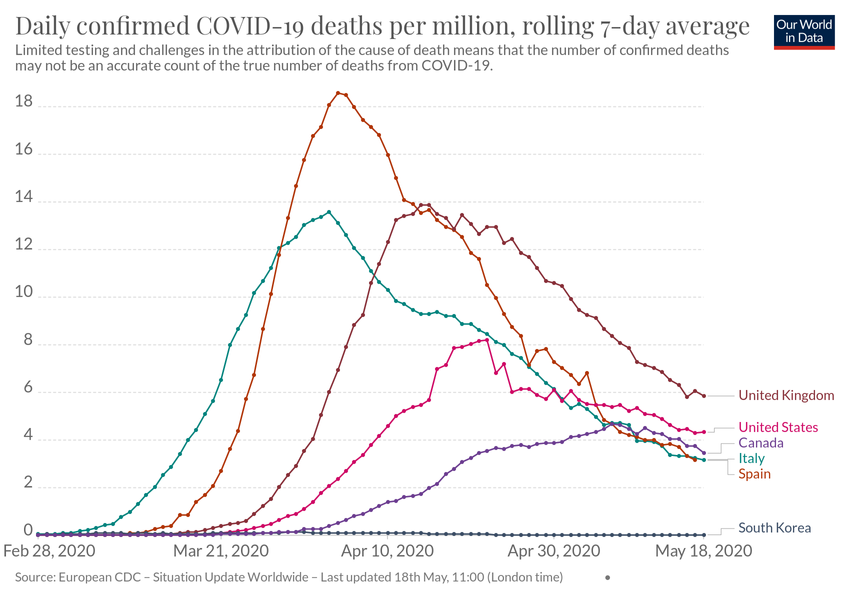 Daily confirmed COVID-19 deaths per million, rolling 7-day average
Our World
in Data
Limited testing and challenges in the attribution of the cause of death means that the number of confirmed deaths
may not be an accurate count of the true number of deaths from COVID-19.
18
16
14
12
10
8
6
4
2
0
United Kingdom
United States
Canada
Italy
Spain
South Korea
Feb 28, 2020
Mar 21, 2020
Apr 10, 2020
Apr 30, 2020
May 18, 2020
Source: European CDC – Situation Update Worldwide – Last updated 18th May, 11:00 (London time)